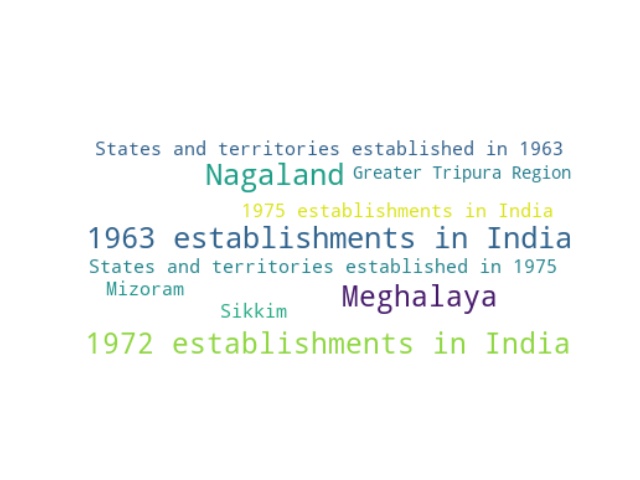 States and territories established in 1963
Nagaland Greater Tripura Region
1975 establishments in India
1963 establishments in India
States and territories established in 1975
Mizoram
Meghalaya
Sikkim
1972 establishments in India